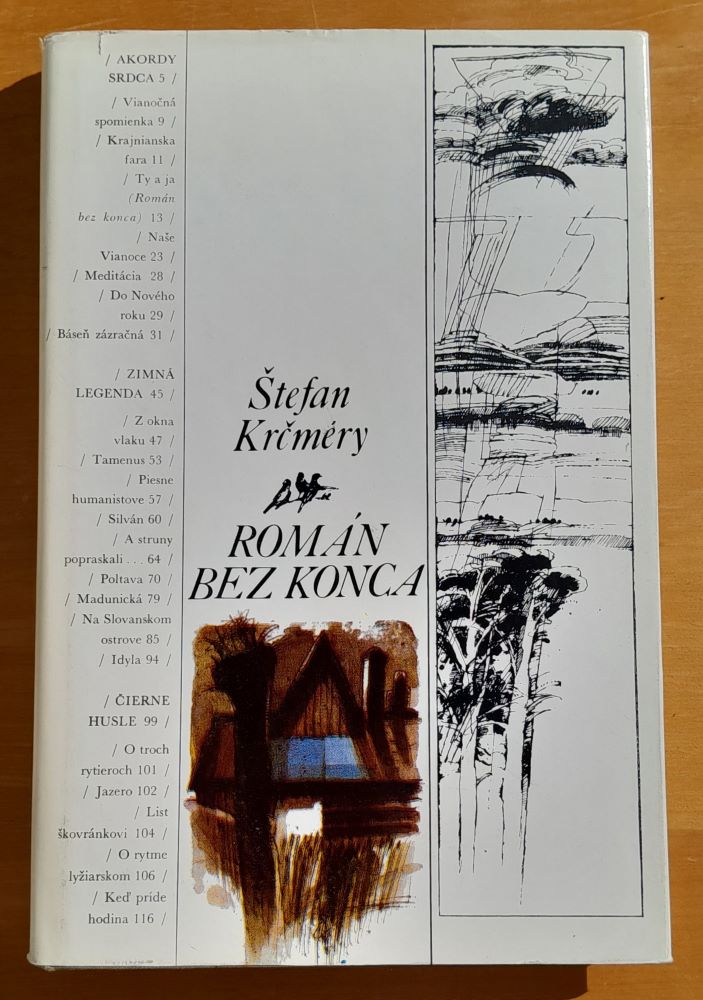 / AKORDY
SRDCA 5 /
/ Vianočná
spomienka 9 /
/ Krajnianska
fara 11 /
/ Ty a ja
(Román
bez konca) 13 /
/ Naše
Vianoce 23 /
/ Meditácia 28 /
/ Do Nového
roku 29 /
/ Báseň zázračná 31 /
/ ZIMNÁ
LEGENDA 45 /
/ Z okna
vlaku 47 /
/ Tamenus 53 /
/ Piesne
humanistove 57 /
/ Silván 60 /
/ A struny
popraskali . . . 64 /
/ Poltava 70 /
/ Madunická 79 /
/ Na Slovanskom
ostrove 85 /
/ Idyla 94 /
/ ČIERNE
HUSLE 99 /
/ O troch
rytieroch 101 /
/ Jazero 102 /
/ List
škovránkovi 104 /
/ O rytme
lyžiarskom 106 /
/ Keď príde
hodina 116 /
Štefan
Krčméry
ROMÁN
BEZ KONCA